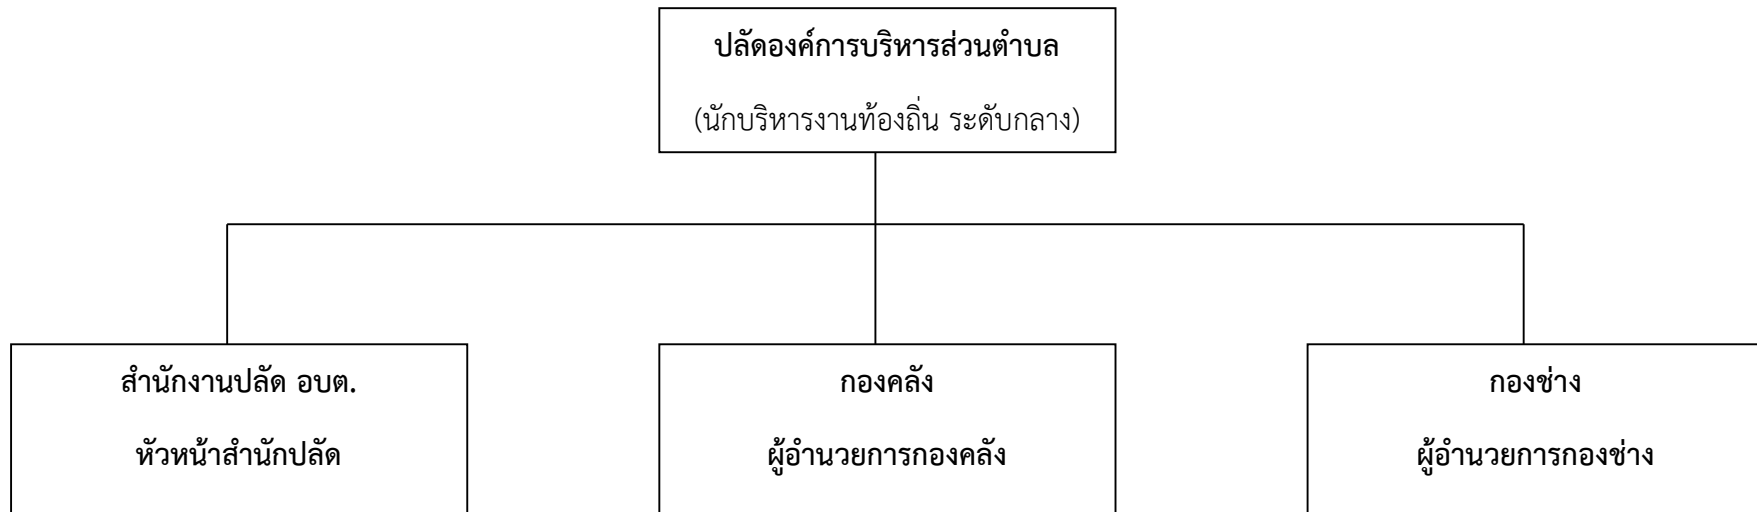 ปลัดองค์การบริหารส่วนตำบล
(นักบริหารงานท้องถิ่น ระดับกลาง)
สำนักงานปลัด อบต.
หัวหน้าสำนักปลัด
กองคลัง
ผู้อำนวยการกองคลัง
กองช่าง
ผู้อำนวยการกองช่าง